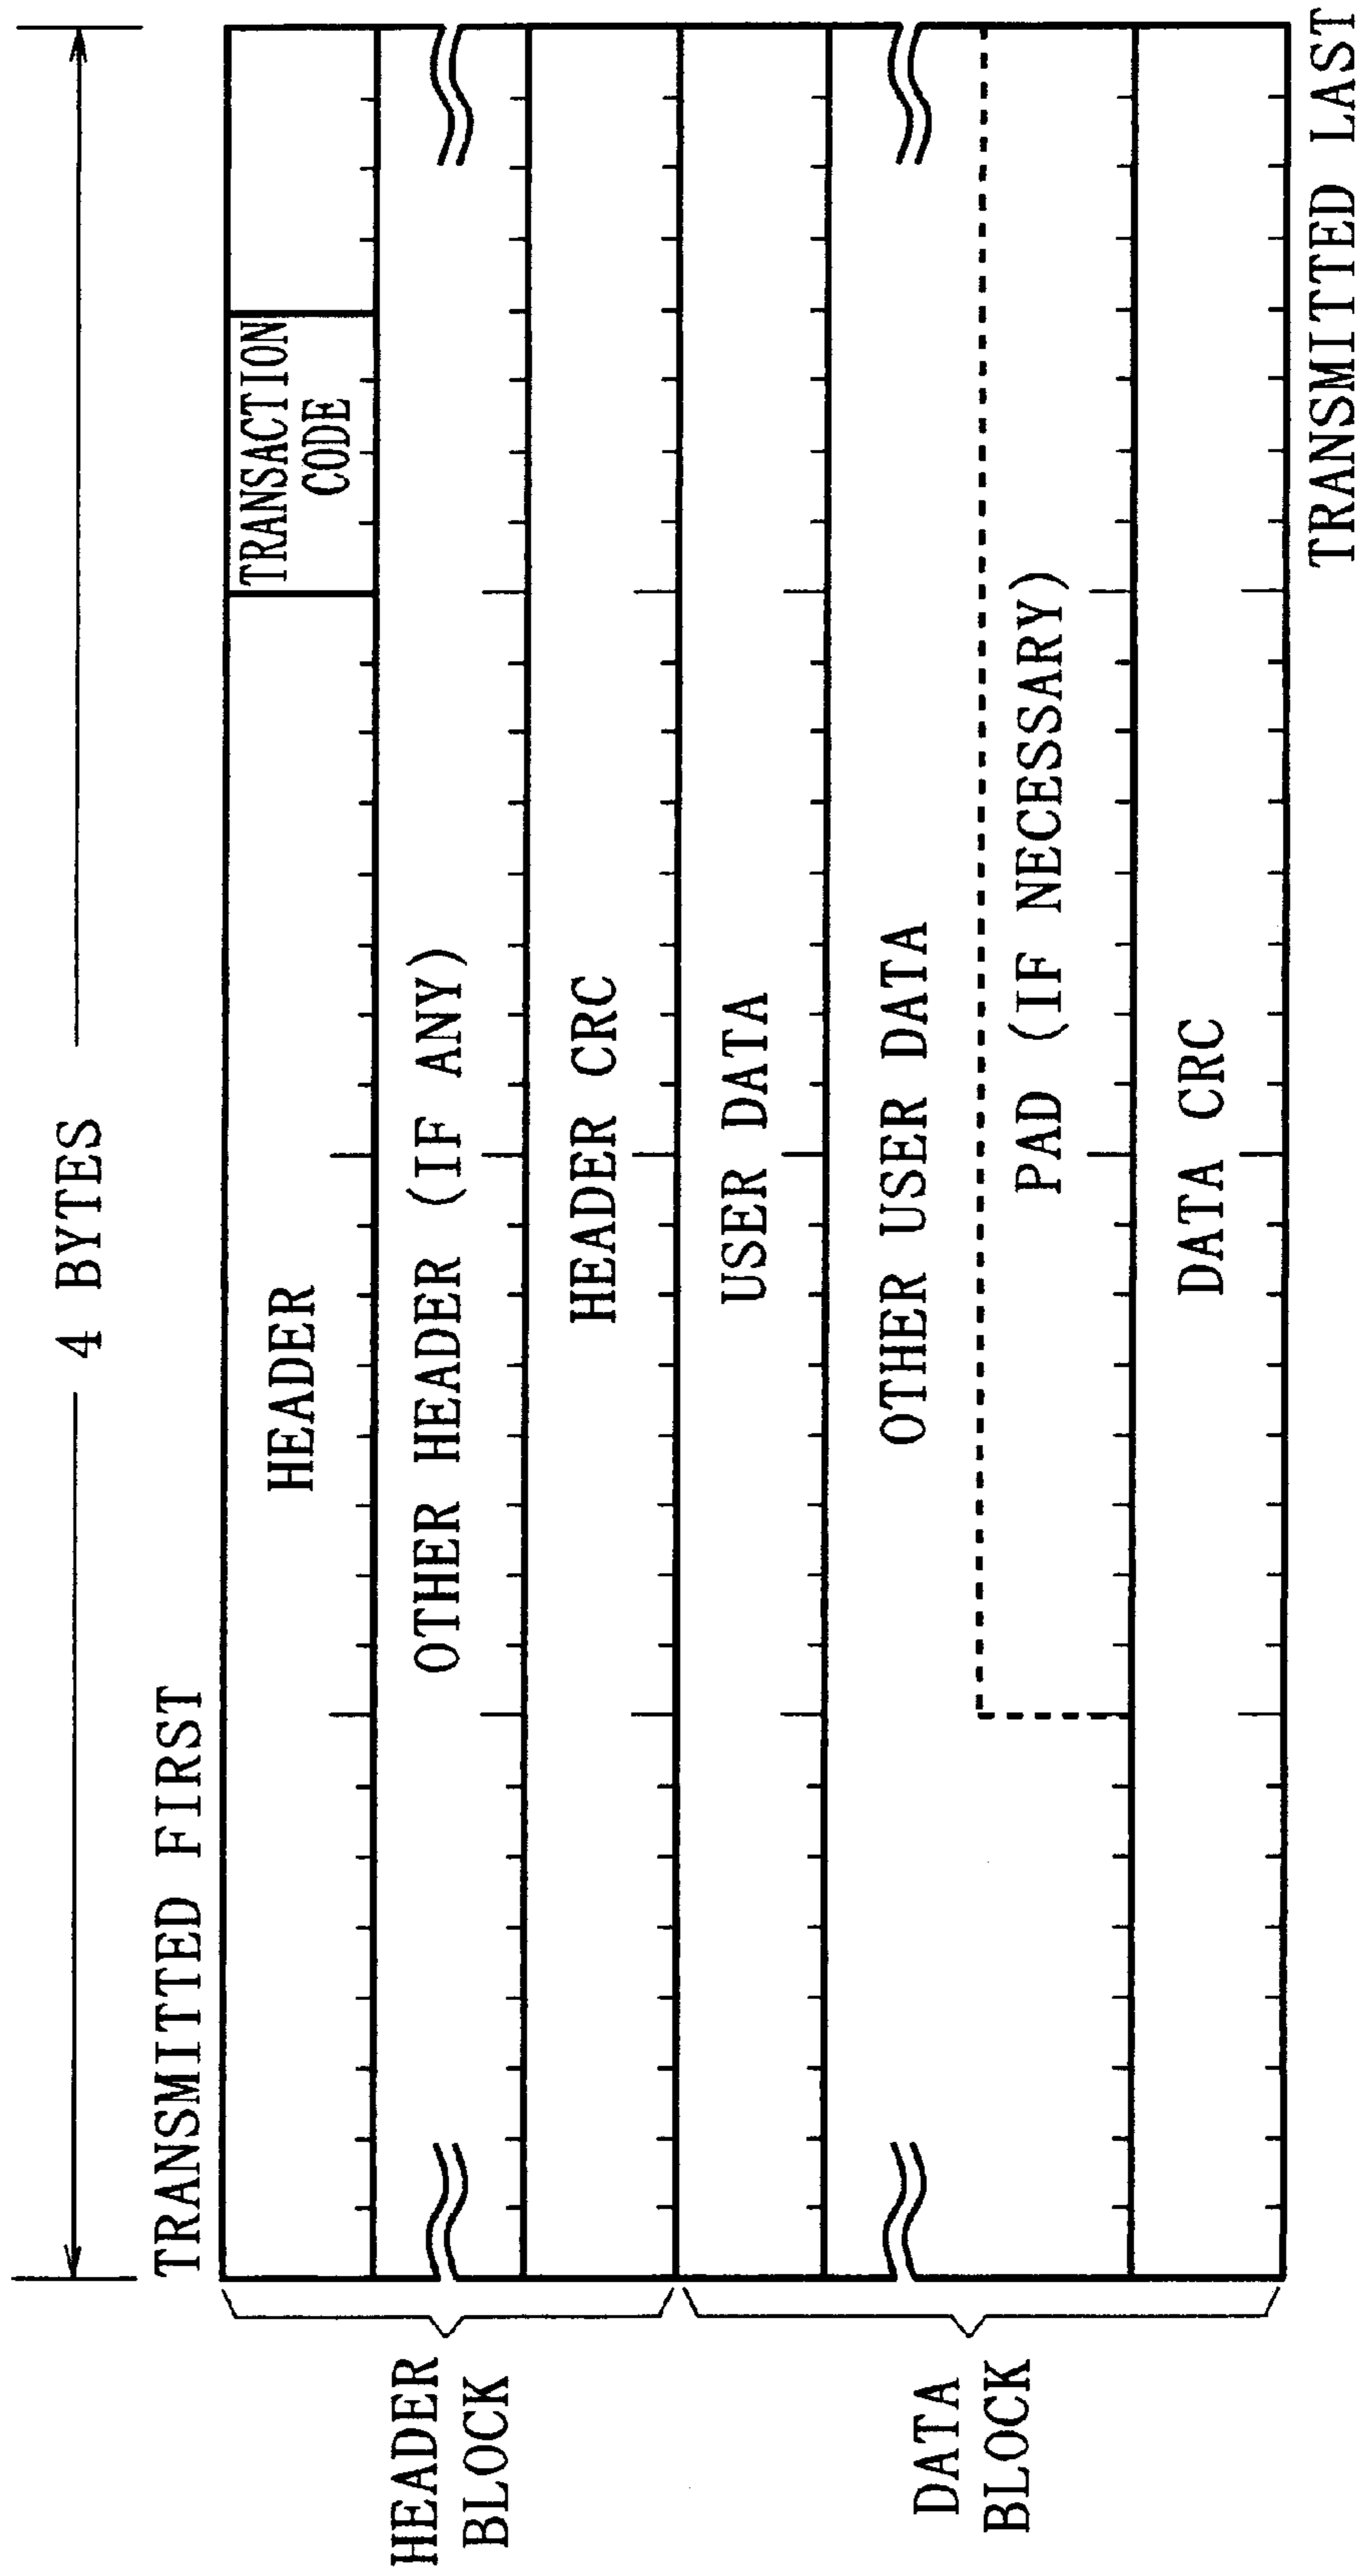 4 BYTES
TRANSMITTED FIRST
HEADER
TRANSACTION
CODE
OTHER HEADER (IF ANY)
HEADER CRC
HEADER
BLOCK
USER DATA
OTHER USER DATA
PAD (IF NECESSARY)
DATA CRC
DATA
BLOCK
TRANSMITTED LAST